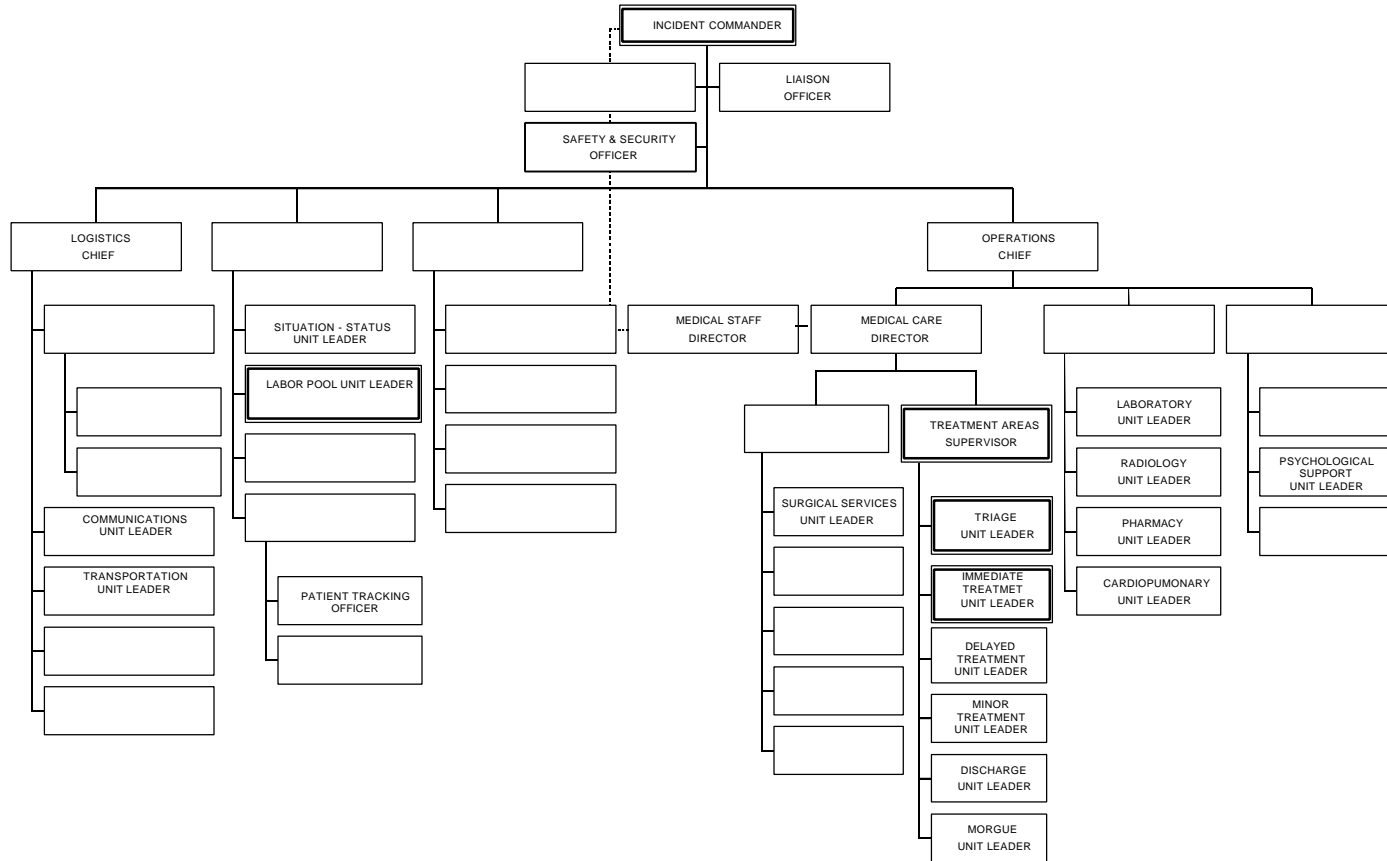 INCIDENT COMMANDER
LIAISON
OFFICER
SAFETY & SECURITY
OFFICER
LOGISTICS
CHIEF
OPERATIONS
CHIEF
SITUATION - STATUS
UNIT LEADER
MEDICAL STAFF
DIRECTOR
MEDICAL CARE
DIRECTOR
LABOR POOL UNIT LEADER
LABORATORY
UNIT LEADER
TREATMENT AREAS
SUPERVISOR
RADIOLOGY
UNIT LEADER
PSYCHOLOGICAL
SUPPORT
UNIT LEADER
SURGICAL SERVICES
UNIT LEADER
COMMUNICATIONS
UNIT LEADER
TRIAGE
UNIT LEADER
PHARMACY
UNIT LEADER
TRANSPORTATION
UNIT LEADER
PATIENT TRACKING
OFFICER
IMMEDIATE
TREATMET
UNIT LEADER
CARDIOPUMONARY
UNIT LEADER
DELAYED
TREATMENT
UNIT LEADER
MINOR
TREATMENT
UNIT LEADER
DISCHARGE
UNIT LEADER
MORGUE
UNIT LEADER